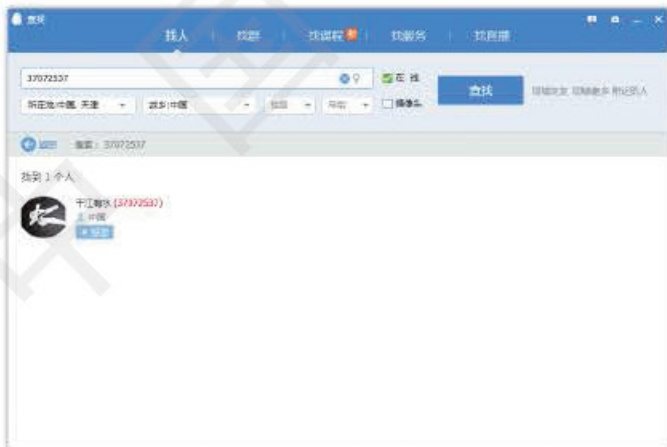 查找
找人 找群 找课程 找服务 找直播
37072537
在线
所在地:中国 天津 故乡:中国 性别 年龄 摄像头
查找
返回 搜索：37072537
找到 1 个人
千江有水 (37072537)
中国
+ 好友